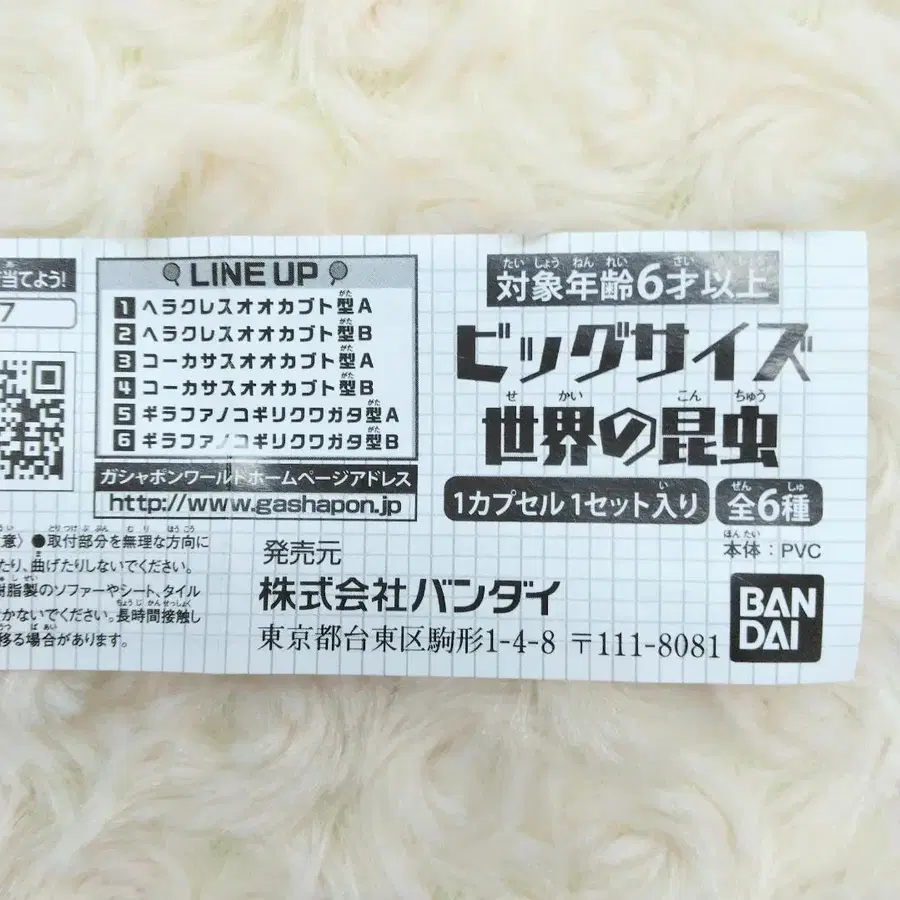 当てよう!
7
LINE UP
1 ヘラクレスオオカブト型A
2 ヘラクレスオオカブト型B
3 コーカサスオオカブト型A
4 コーカサスオオカブト型B
5 ギラファノコギリクワガタ型A
6 ギラファノコギリクワガタ型B
ガシャポンワールドホームページアドレス
http://www.gashapon.jp
意〉●取付部分を無理な方向に
たり、曲げたりしないでください。
樹脂製のソファーやシート、タイル
かないでください。長時間接触し
移る場合があります。
対象年齢6才以上
ビッグサイズ
世界の昆虫
1カプセル1セット入り
全6種
本体:PVC
発売元
株式会社バンダイ
東京都台東区駒形1-4-8 〒111-8081
BAN
DAI